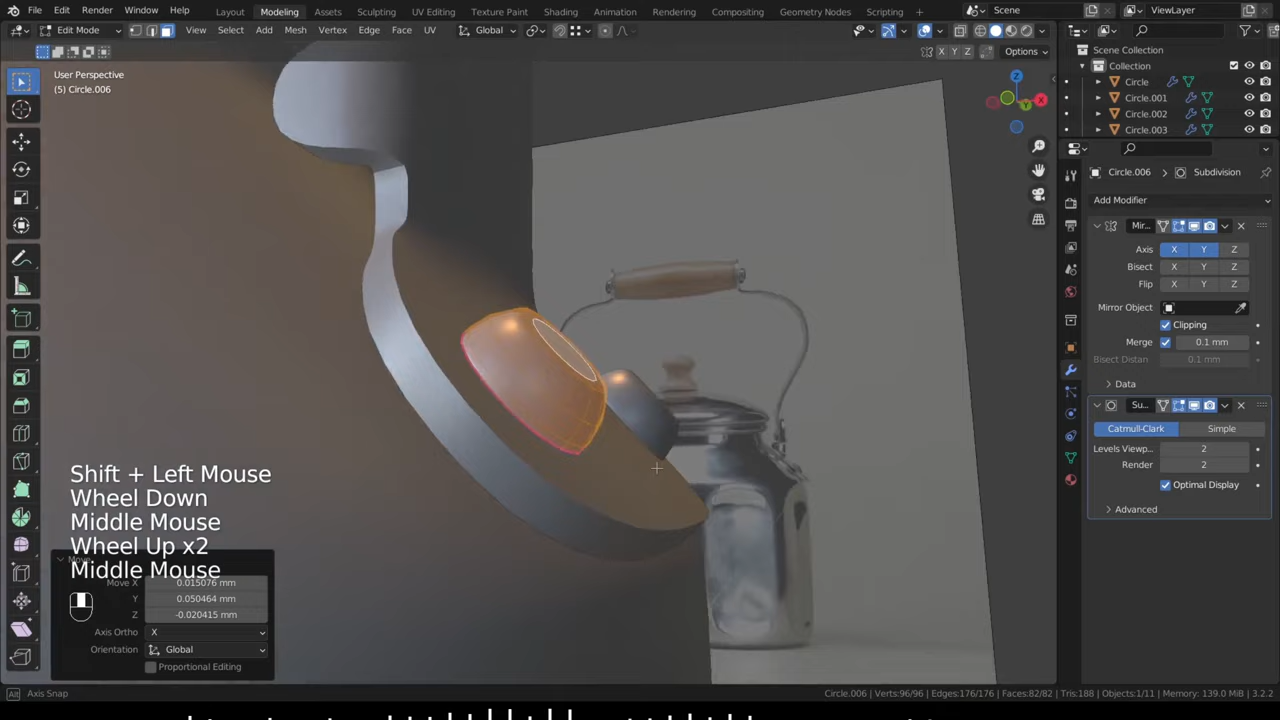 File Edit Render Window Help Layout Modeling Assets Sculpting UV Editing Texture Paint Shading Animation Rendering Compositing Geometry Nodes Scripting + Scene ViewLayer
Edit Mode View Select Add Mesh Vertex Edge Face UV Global
X Y Z Options
User Perspective
(5) Circle.006
Z
X
Y
Scene Collection
Collection
Circle
Circle.001
Circle.002
Circle.003
Circle.006 > Subdivision
Add Modifier
Mir...
Axis X Y Z
Bisect X Y Z
Flip X Y Z
Mirror Object
Clipping
Merge 0.1 mm
Bisect Distan 0.1 mm
Data
Su...
Catmull-Clark Simple
Levels Viewp... 2
Render 2
Optimal Display
Advanced
Shift + Left Mouse
Wheel Down
Middle Mouse
Wheel Up x2
Middle Mouse
Move
Move X 0.015076 mm
Y 0.050464 mm
Z -0.020415 mm
Axis Ortho X
Orientation Global
Proportional Editing
Alt Axis Snap
Circle.006 | Verts:96/96 | Edges:176/176 | Faces:82/82 | Tris:188 | Objects:1/11 | Memory: 139.0 MiB | 3.2.2